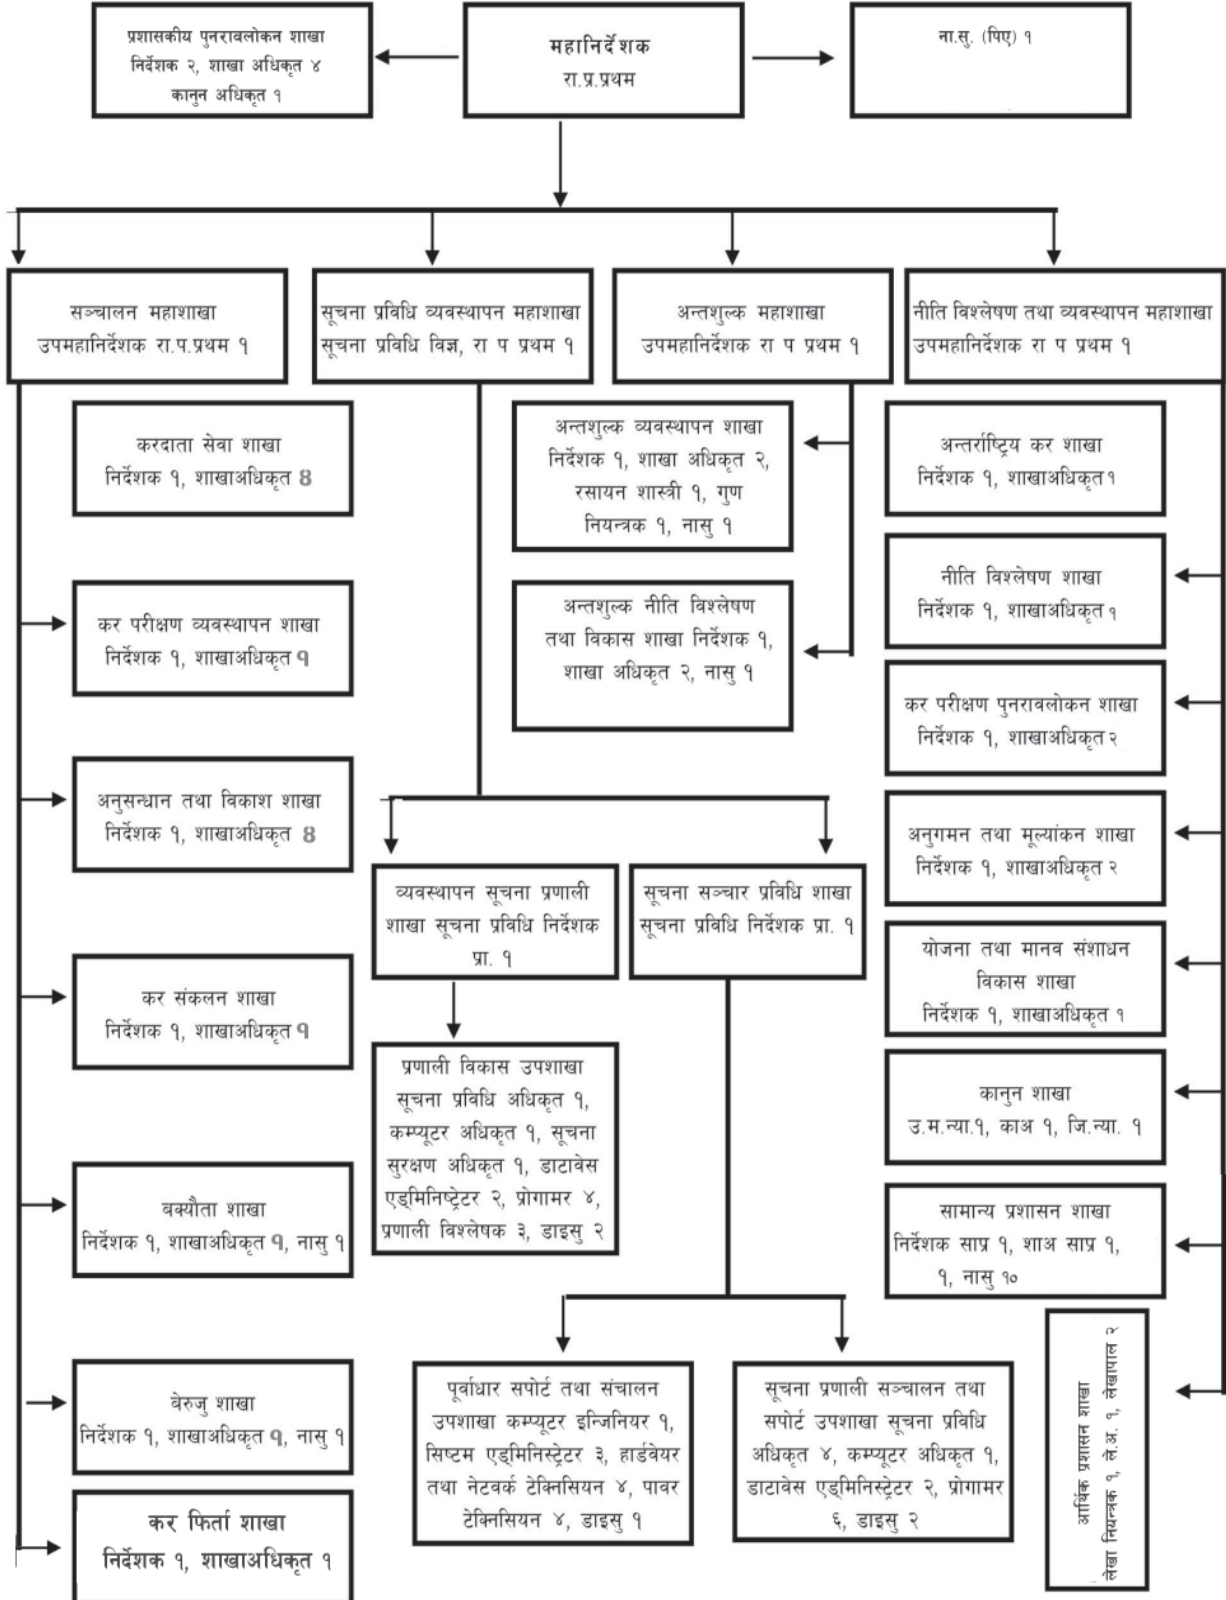 प्रशासकीय पुनरावलोकन शाखा
निर्देशक २, शाखा अधिकृत ४
कानुन अधिकृत १
महानिर्देशक
रा.प्र.प्रथम
ना.सु. (पिए) १
सञ्चालन महाशाखा
उपमहानिर्देशक रा.प.प्रथम १
सूचना प्रविधि व्यवस्थापन महाशाखा
सूचना प्रविधि विज्ञ, रा प प्रथम १
अन्तशुल्क महाशाखा
उपमहानिर्देशक रा प प्रथम १
नीति विश्लेषण तथा व्यवस्थापन महाशाखा
उपमहानिर्देशक रा प प्रथम १
करदाता सेवा शाखा
निर्देशक १, शाखाअधिकृत ४
कर परीक्षण व्यवस्थापन शाखा
निर्देशक १, शाखाअधिकृत १
अनुसन्धान तथा विकाश शाखा
निर्देशक १, शाखाअधिकृत ४
कर संकलन शाखा
निर्देशक १, शाखाअधिकृत १
बक्यौता शाखा
निर्देशक १, शाखाअधिकृत १, नासु १
बेरुजु शाखा
निर्देशक १, शाखाअधिकृत १, नासु १
कर फिर्ता शाखा
निर्देशक १, शाखाअधिकृत १
अन्तशुल्क व्यवस्थापन शाखा
निर्देशक १, शाखा अधिकृत २,
रसायन शास्त्री १, गुण
नियन्त्रक १, नासु १
अन्तशुल्क नीति विश्लेषण
तथा विकास शाखा निर्देशक १,
शाखा अधिकृत २, नासु १
व्यवस्थापन सूचना प्रणाली
शाखा सूचना प्रविधि निर्देशक
प्रा. १
सूचना सञ्चार प्रविधि शाखा
सूचना प्रविधि निर्देशक प्रा. १
प्रणाली विकास उपशाखा
सूचना प्रविधि अधिकृत १,
कम्प्यूटर अधिकृत १, सूचना
सुरक्षण अधिकृत १, डाटावेस
एड्मिनिष्ट्रेटर २, प्रोगामर ४,
प्रणाली विश्लेषक ३, डाइसु २
पूर्वाधार सपोर्ट तथा संचालन
उपशाखा कम्प्यूटर इन्जिनियर १,
सिष्टम एड्मिनिस्ट्रेटर ३, हार्डवेयर
तथा नेटवर्क टेक्निसियन ४, पावर
टेक्निसियन ४, डाइसु १
सूचना प्रणाली सञ्चालन तथा
सपोर्ट उपशाखा सूचना प्रविधि
अधिकृत ४, कम्प्यूटर अधिकृत १,
डाटावेस एड्मिनिस्ट्रेटर २, प्रोगामर
६, डाइसु २
अन्तर्राष्ट्रिय कर शाखा
निर्देशक १, शाखाअधिकृत १
नीति विश्लेषण शाखा
निर्देशक १, शाखाअधिकृत १
कर परीक्षण पुनरावलोकन शाखा
निर्देशक १, शाखाअधिकृत २
अनुगमन तथा मूल्यांकन शाखा
निर्देशक १, शाखाअधिकृत २
योजना तथा मानव संशाधन
विकास शाखा
निर्देशक १, शाखाअधिकृत १
कानुन शाखा
उ.म.न्या.१, काअ १, जि.न्या. १
सामान्य प्रशासन शाखा
निर्देशक साप्र १, शाअ साप्र १,
१, नासु १०
आर्थिक प्रशासन शाखा
लेखा नियन्त्रक १, ले.अ. १, लेखापाल २